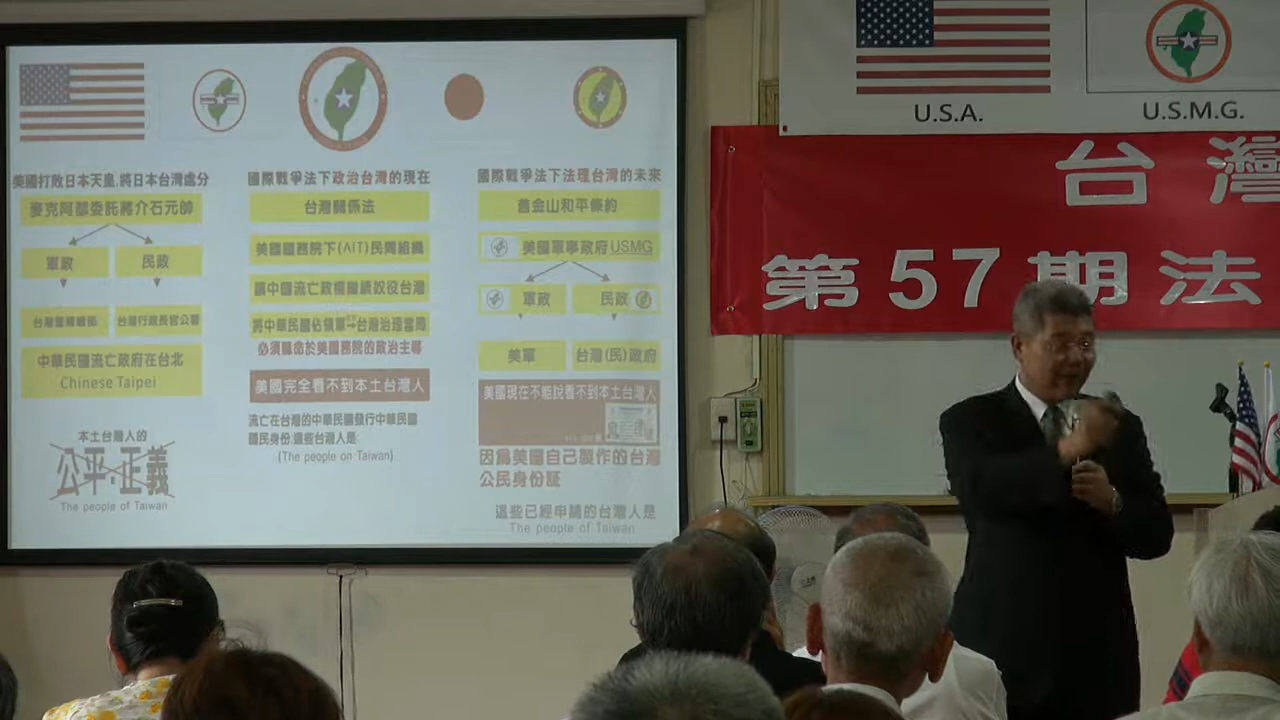 美國打敗日本天皇,將日本台灣處分
麥克阿瑟委託蔣介石元帥
軍政
民政
台灣警備總部
台灣行政長官公署
中華民國流亡政府在台北
Chinese Taipei
本土台灣人的
公平.正義
The people of Taiwan
國際戰爭法下政治台灣的現在
台灣關係法
美國國務院下(AIT)民間組織
讓中國流亡政權繼續奴役台灣
將中華民國佔領軍→台灣治理當局
必須聽命於美國務院的政治主導
美國完全看不到本土台灣人
流亡在台灣的中華民國發行中華民國
國民身份,這些台灣人是
(The people on Taiwan)
國際戰爭法下法理台灣的未來
舊金山和平條約
美國軍事政府USMG
軍政
民政
美軍
台灣(民)政府
美國現在不能說看不到本土台灣人
因爲美國自己製作的台灣
公民身份証
這些已經申請的台灣人是
The people of Taiwan
U.S.A.
U.S.M.G.
台灣
第57期法